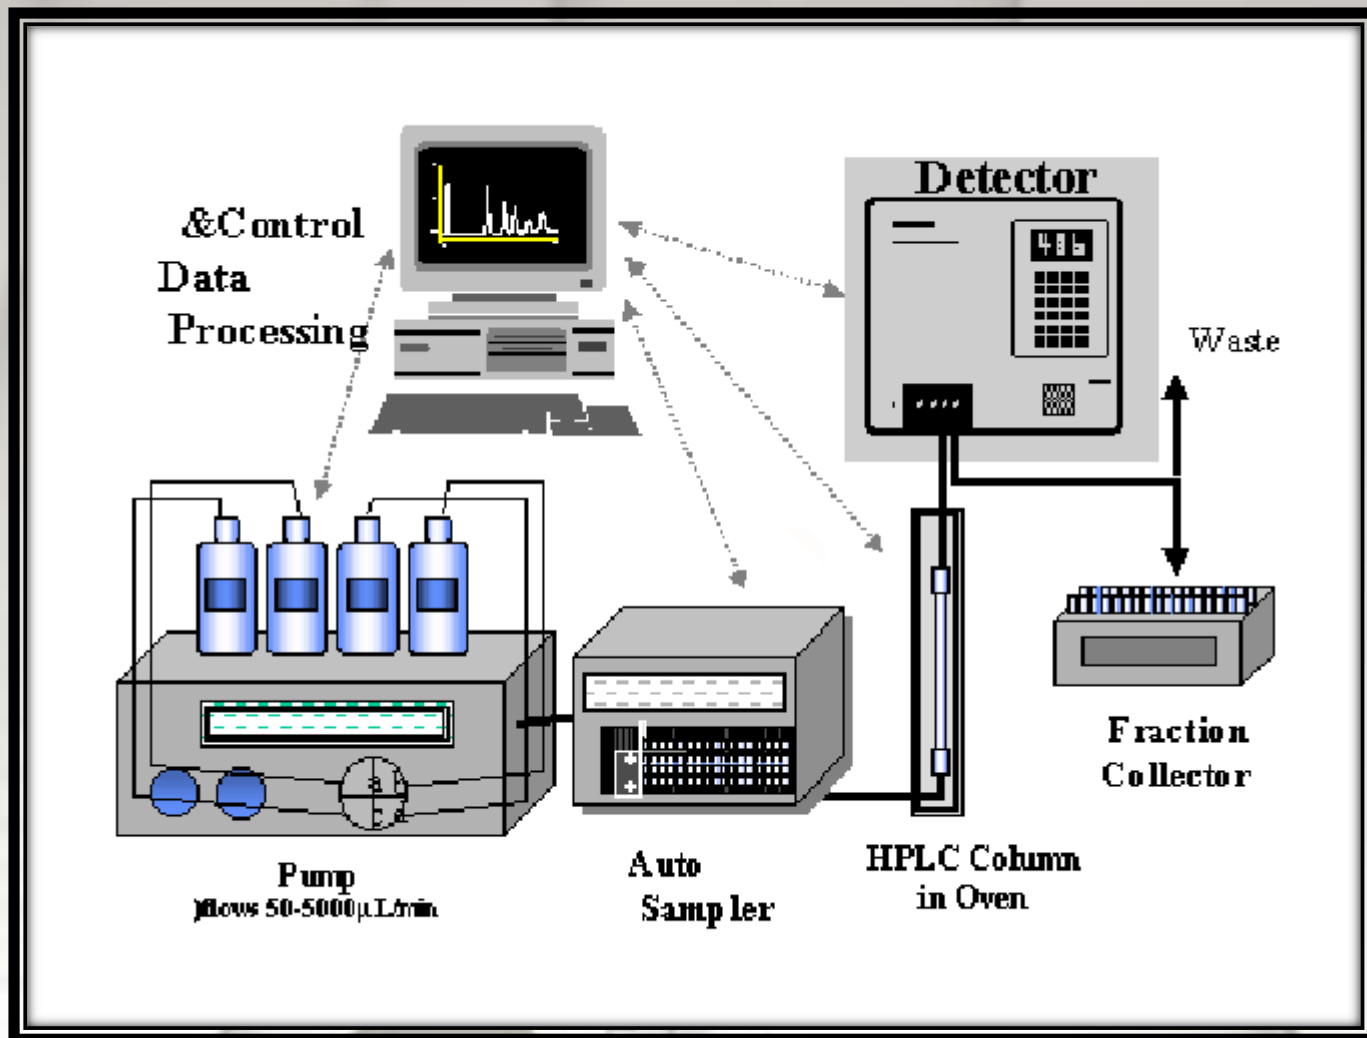 Detector
&Control
Data
Processing
Waste
a b
c d
Pump
)flows 50-5000µL/min
Auto
Sampler
HPLC Column
in Oven
Fraction
Collector